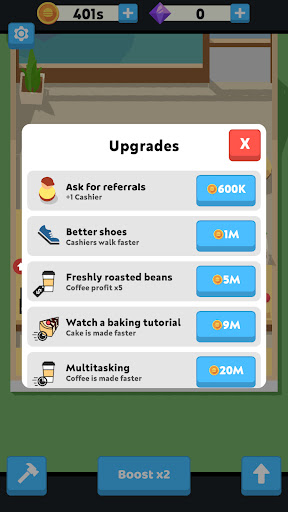 401s + 0 +
Upgrades X
Ask for referrals
+1 Cashier
600K
Better shoes
Cashiers walk faster
1M
Freshly roasted beans
Coffee profit x5
5M
Watch a baking tutorial
Cake is made faster
9M
Multitasking
Coffee is made faster
20M
Boost x2